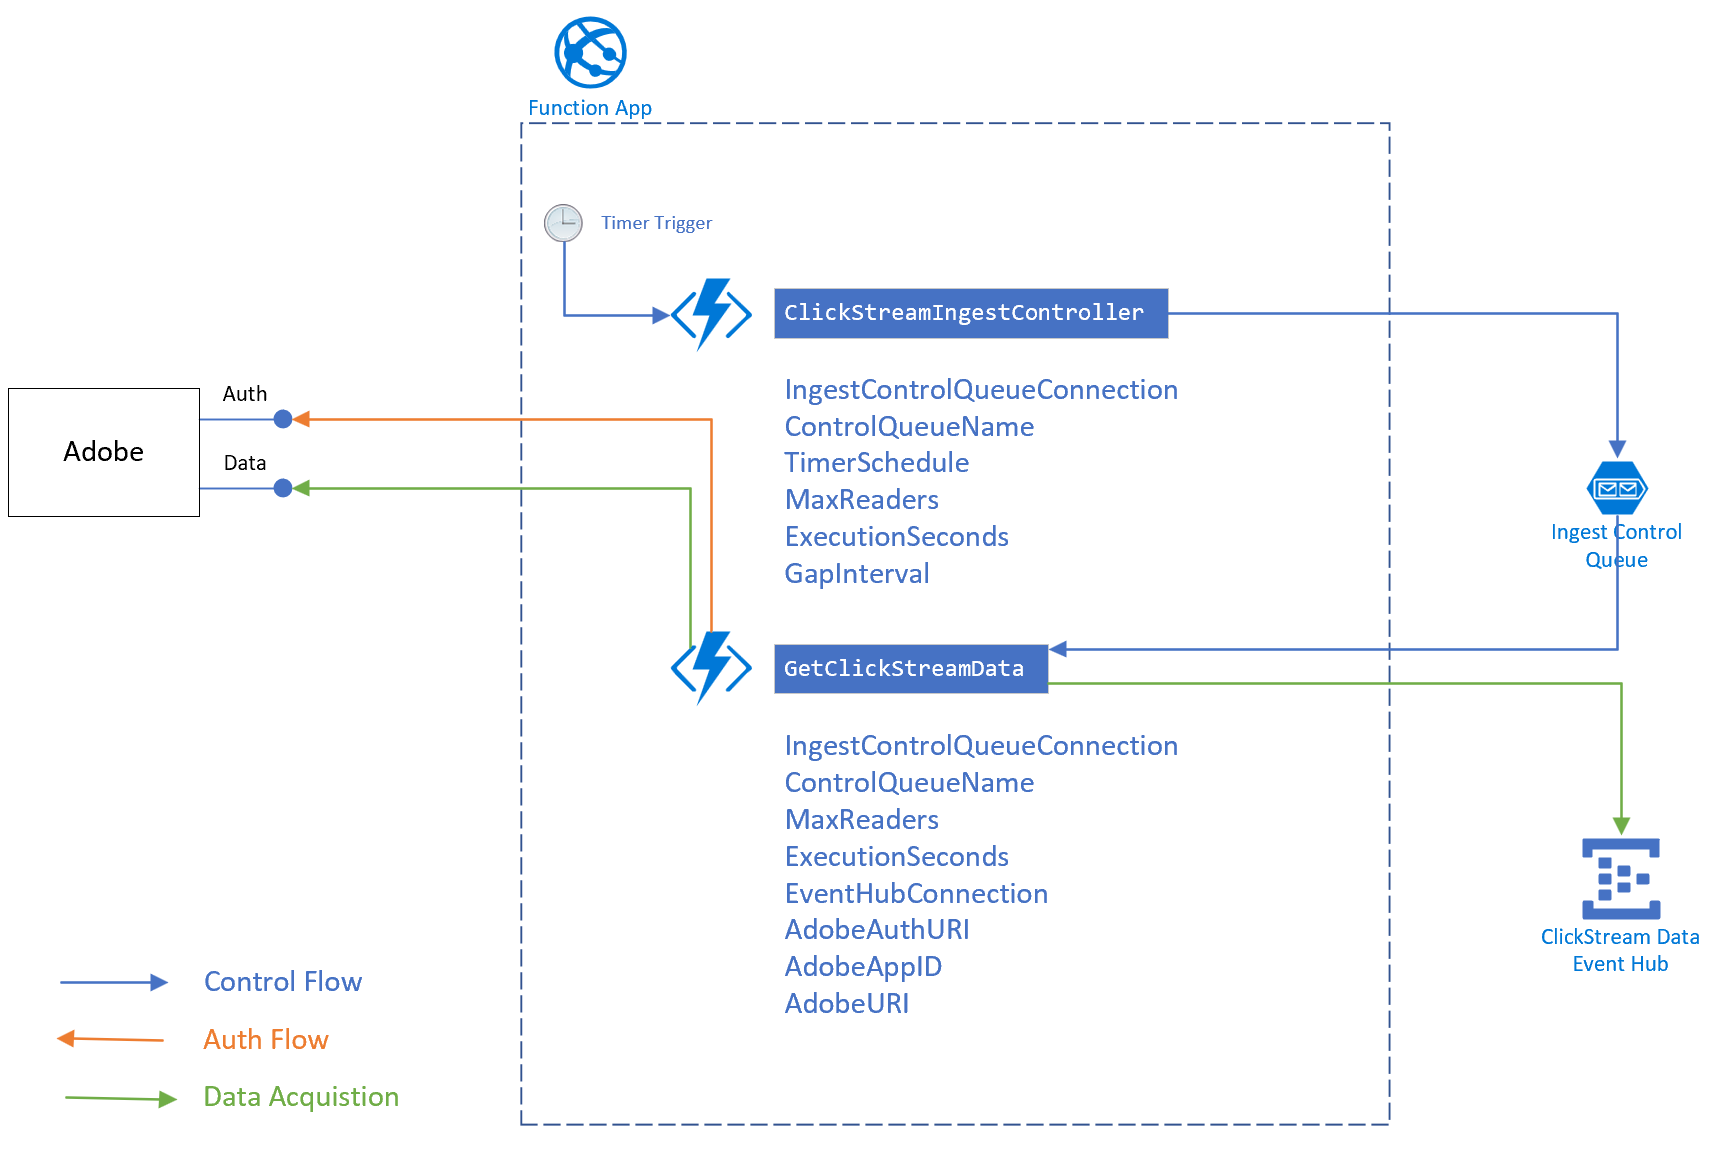 Function App
Timer Trigger
ClickStreamIngestController
IngestControlQueueConnection
ControlQueueName
TimerSchedule
MaxReaders
ExecutionSeconds
GapInterval
Auth
Adobe
Data
Ingest Control
Queue
GetClickStreamData
IngestControlQueueConnection
ControlQueueName
MaxReaders
ExecutionSeconds
EventHubConnection
AdobeAuthURI
AdobeAppID
AdobeURI
ClickStream Data
Event Hub
Control Flow
Auth Flow
Data Acquistion